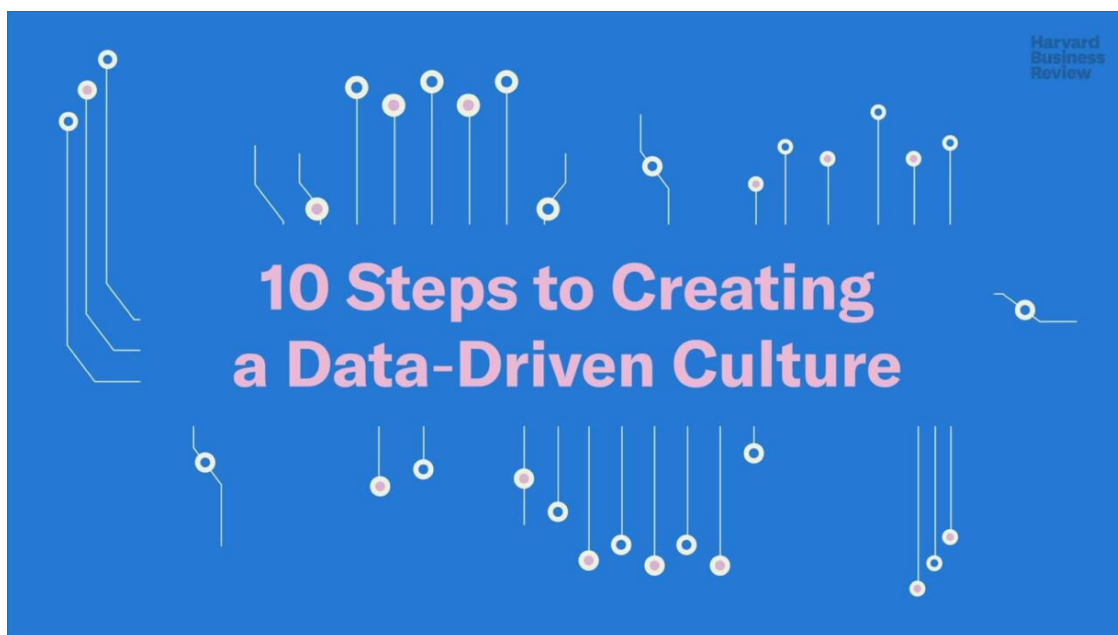 Harvard
Business
Review
10 Steps to Creating
a Data-Driven Culture